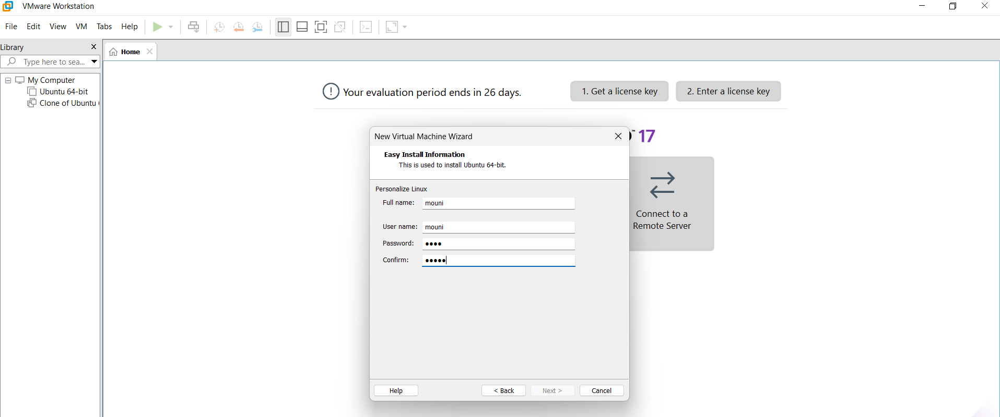 VMware Workstation
File Edit View VM Tabs Help
Library
Type here to sea...
Home
My Computer
Ubuntu 64-bit
Clone of Ubuntu
Your evaluation period ends in 26 days.
1. Get a license key
2. Enter a license key
™ 17
New Virtual Machine Wizard
Easy Install Information
This is used to install Ubuntu 64-bit.
Personalize Linux
Full name: mouni
User name: mouni
Password: ●●●●
Confirm: ●●●●●
Connect to a
Remote Server
Help < Back Next > Cancel